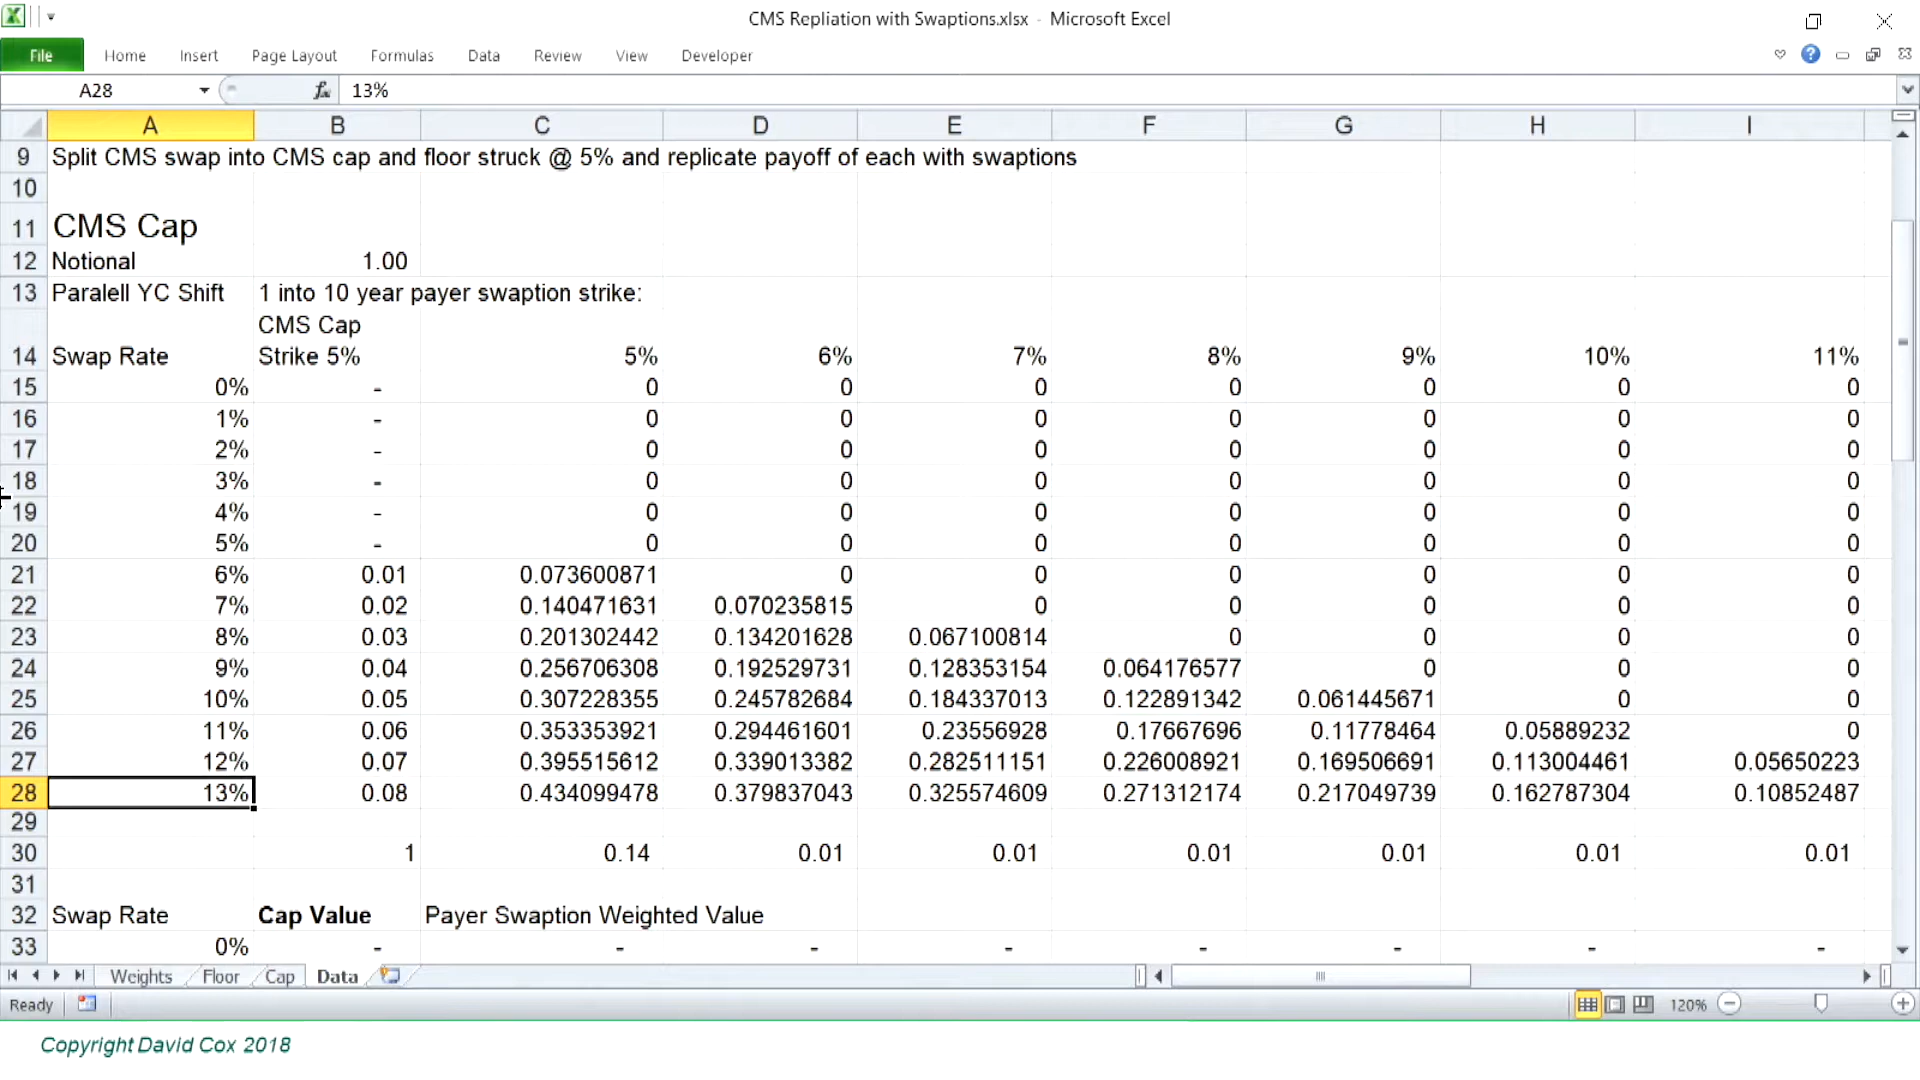 CMS Repliation with Swaptions.xlsx - Microsoft Excel
File Home Insert Page Layout Formulas Data Review View Developer
A28 fx 13%
A B C D E F G H I
9 Split CMS swap into CMS cap and floor struck @ 5% and replicate payoff of each with swaptions
10
11 CMS Cap
12 Notional 1.00
13 Paralell YC Shift 1 into 10 year payer swaption strike:
CMS Cap
14 Swap Rate Strike 5% 5% 6% 7% 8% 9% 10% 11%
15 0% - 0 0 0 0 0 0 0
16 1% - 0 0 0 0 0 0 0
17 2% - 0 0 0 0 0 0 0
18 3% - 0 0 0 0 0 0 0
19 4% - 0 0 0 0 0 0 0
20 5% - 0 0 0 0 0 0 0
21 6% 0.01 0.073600871 0 0 0 0 0 0
22 7% 0.02 0.140471631 0.070235815 0 0 0 0 0
23 8% 0.03 0.201302442 0.134201628 0.067100814 0 0 0 0
24 9% 0.04 0.256706308 0.192529731 0.128353154 0.064176577 0 0 0
25 10% 0.05 0.307228355 0.245782684 0.184337013 0.122891342 0.061445671 0 0
26 11% 0.06 0.353353921 0.294461601 0.23556928 0.17667696 0.11778464 0.05889232 0
27 12% 0.07 0.395515612 0.339013382 0.282511151 0.226008921 0.169506691 0.113004461 0.05650223
28 13% 0.08 0.434099478 0.379837043 0.325574609 0.271312174 0.217049739 0.162787304 0.10852487
29
30 1 0.14 0.01 0.01 0.01 0.01 0.01 0.01
31
32 Swap Rate Cap Value Payer Swaption Weighted Value
33 0% - - - - - - - -
Weights Floor Cap Data
Ready 120%
Copyright David Cox 2018